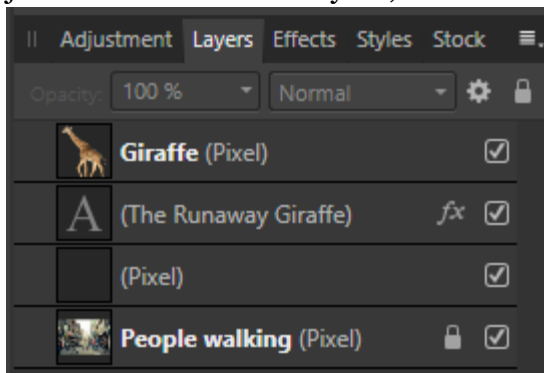 Adjustment Layers Effects Styles Stock
Opacity: 100 % Normal
Giraffe (Pixel)
A (The Runaway Giraffe) fx
(Pixel)
People walking (Pixel)